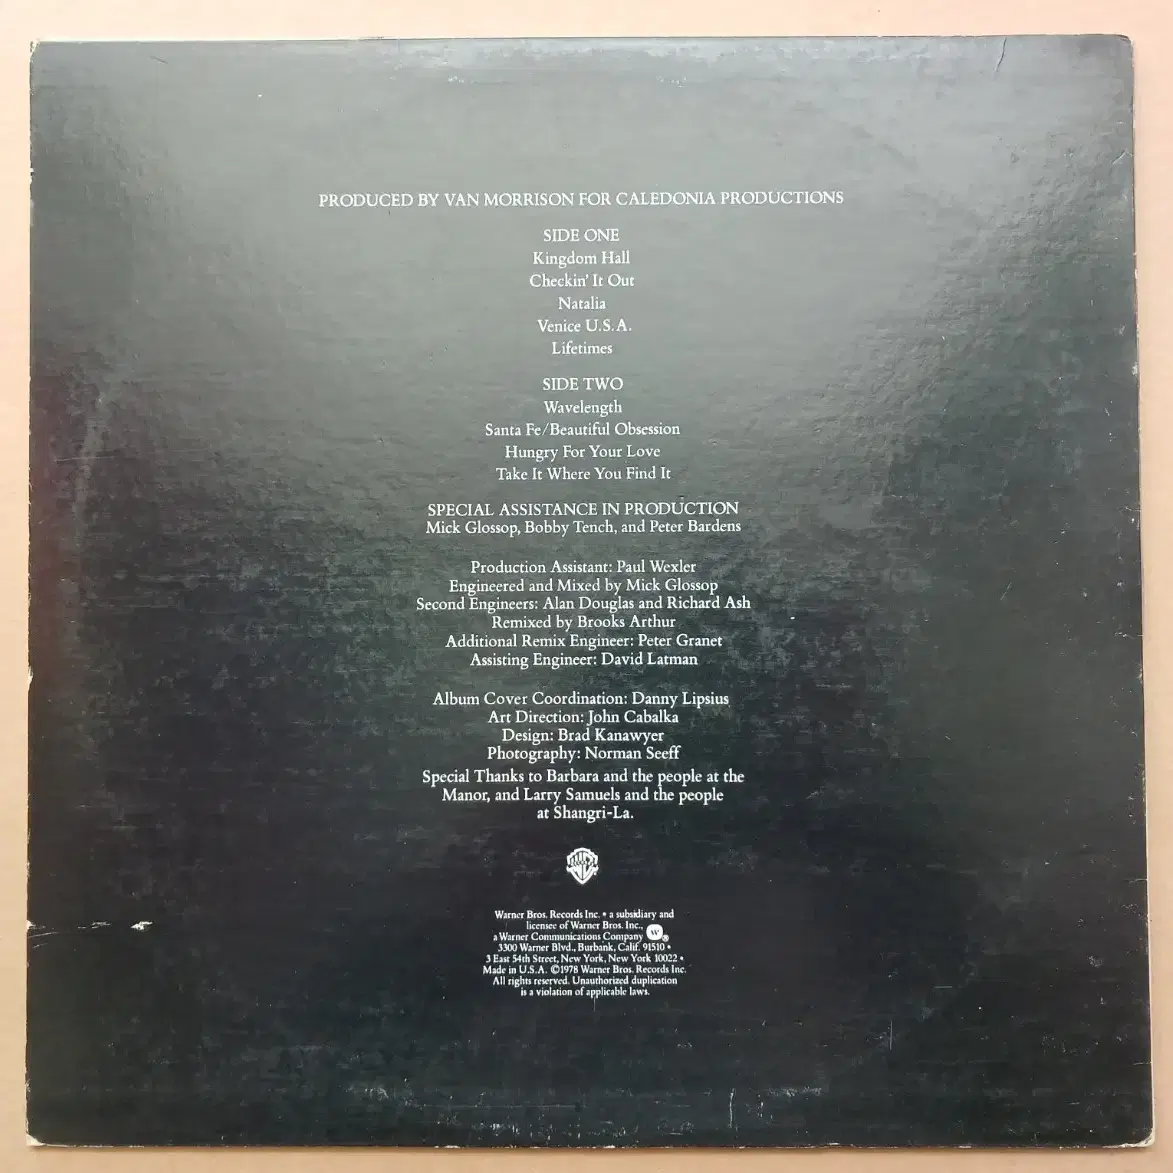 PRODUCED BY VAN MORRISON FOR CALEDONIA PRODUCTIONS
SIDE ONE
Kingdom Hall
Checkin' It Out
Natalia
Venice U.S.A.
Lifetimes
SIDE TWO
Wavelength
Santa Fe/Beautiful Obsession
Hungry For Your Love
Take It Where You Find It
SPECIAL ASSISTANCE IN PRODUCTION
Mick Glossop, Bobby Tench, and Peter Bardens
Production Assistant: Paul Wexler
Engineered and Mixed by Mick Glossop
Second Engineers: Alan Douglas and Richard Ash
Remixed by Brooks Arthur
Additional Remix Engineer: Peter Granet
Assisting Engineer: David Latman
Album Cover Coordination: Danny Lipsius
Art Direction: John Cabalka
Design: Brad Kanawyer
Photography: Norman Seeff
Special Thanks to Barbara and the people at the
Manor, and Larry Samuels and the people
at Shangri-La.
Warner Bros. Records Inc. • a subsidiary and
licensee of Warner Bros. Inc.,
a Warner Communications Company
3300 Warner Blvd., Burbank, Calif. 91510 •
3 East 54th Street, New York, New York 10022 •
Made in U.S.A. ©1978 Warner Bros. Records Inc.
All rights reserved. Unauthorized duplication
is a violation of applicable laws.